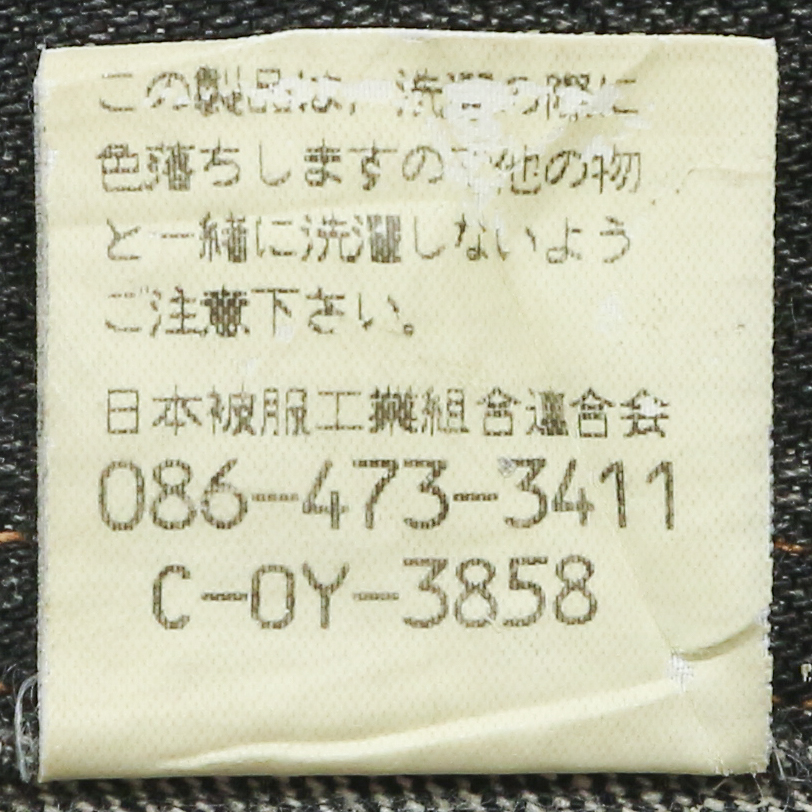 この製品は、洗濯の際に
色落ちしますので他の物
と一緒に洗濯しないよう
ご注意下さい。
日本被服工業組合連合会
086-473-3411
C-OY-3858